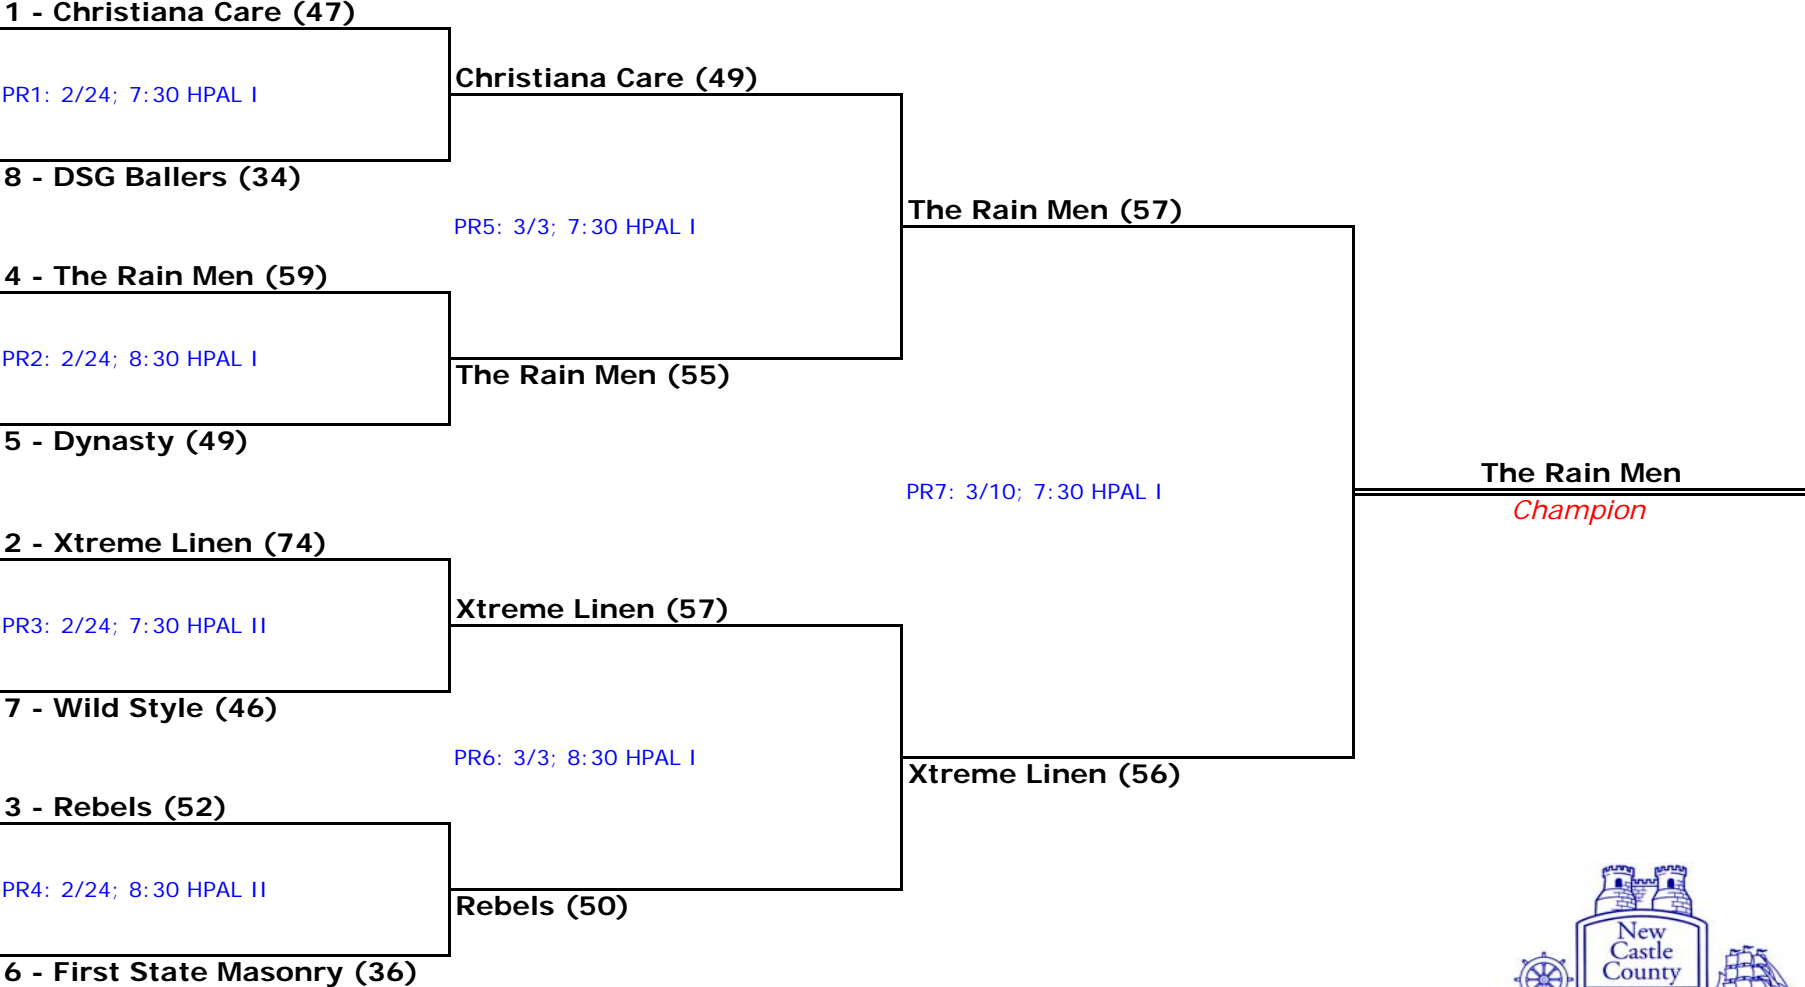 1 - Christiana Care (47)
PR1: 2/24; 7:30 HPAL I
8 - DSG Ballers (34)
4 - The Rain Men (59)
PR2: 2/24; 8:30 HPAL I
5 - Dynasty (49)
2 - Xtreme Linen (74)
PR3: 2/24; 7:30 HPAL II
7 - Wild Style (46)
3 - Rebels (52)
PR4: 2/24; 8:30 HPAL II
6 - First State Masonry (36)
Christiana Care (49)
PR5: 3/3; 7:30 HPAL I
The Rain Men (55)
Xtreme Linen (57)
PR6: 3/3; 8:30 HPAL I
Rebels (50)
The Rain Men (57)
PR7: 3/10; 7:30 HPAL I
Xtreme Linen (56)
The Rain Men
Champion
New
Castle
County